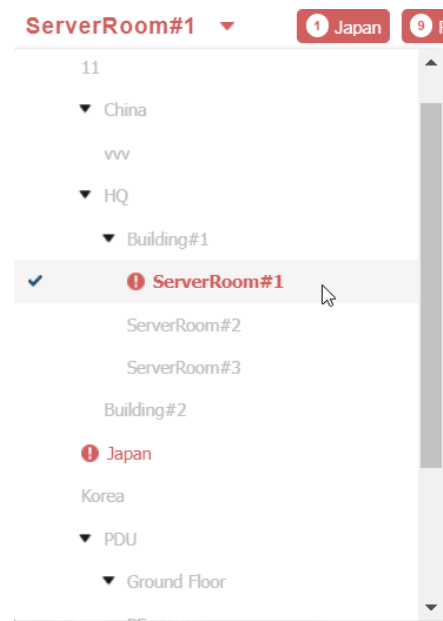 ServerRoom#1 1 Japan 9
11
China
vvv
HQ
Building#1
ServerRoom#1
ServerRoom#2
ServerRoom#3
Building#2
Japan
Korea
PDU
Ground Floor